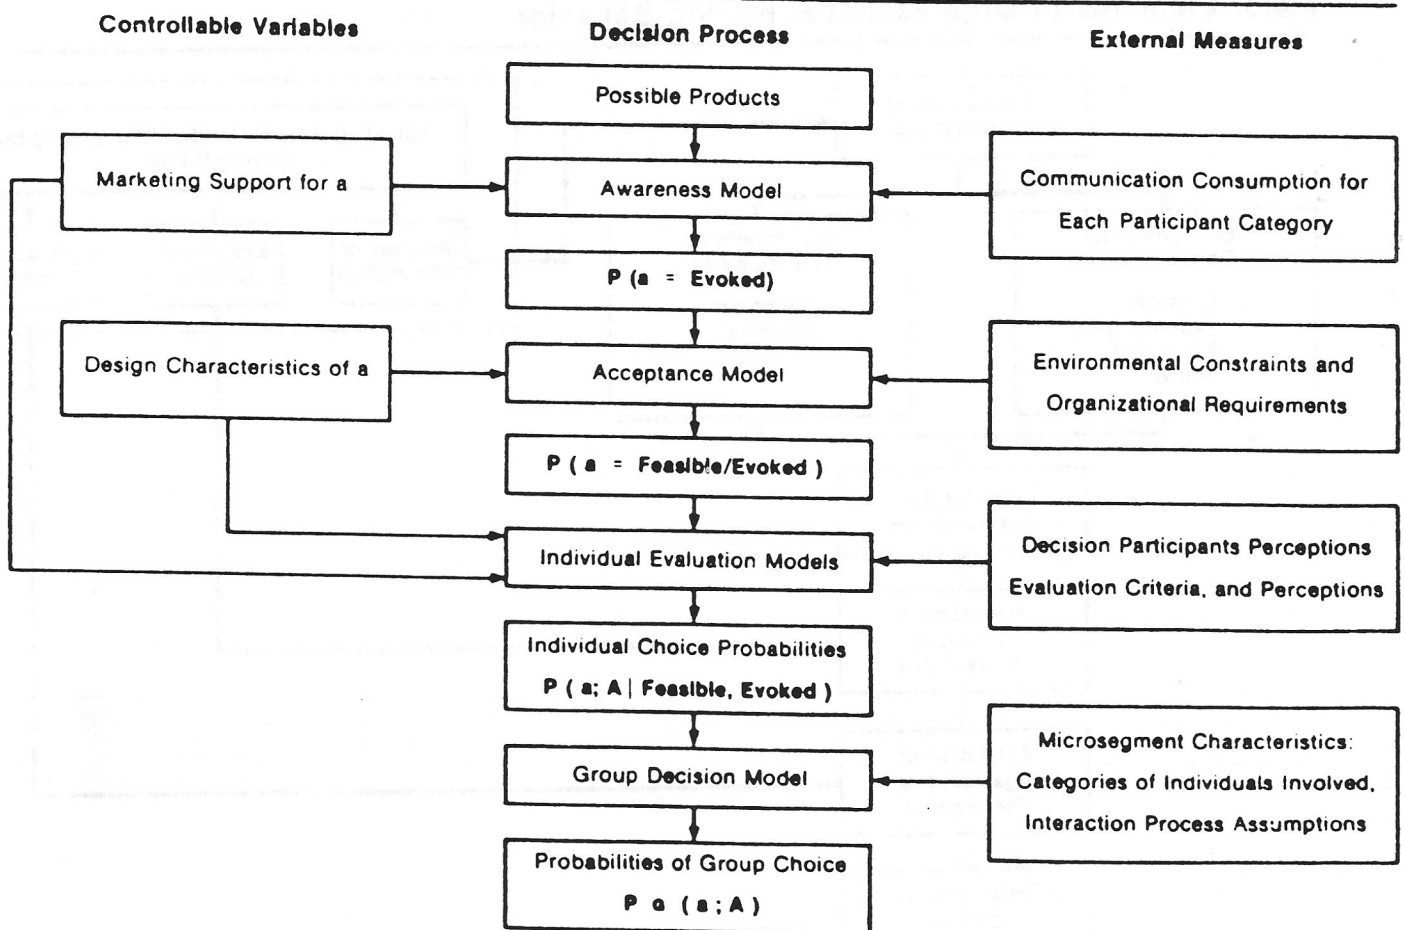 Controllable Variables
Decision Process
External Measures
Possible Products
Marketing Support for a
Awareness Model
Communication Consumption for
Each Participant Category
P (a = Evoked)
Design Characteristics of a
Acceptance Model
Environmental Constraints and
Organizational Requirements
P ( a = Feasible/Evoked )
Individual Evaluation Models
Decision Participants Perceptions
Evaluation Criteria, and Perceptions
Individual Choice Probabilities
P ( a; A | Feasible, Evoked )
Group Decision Model
Microsegment Characteristics:
Categories of Individuals Involved,
Interaction Process Assumptions
Probabilities of Group Choice
P G ( a ; A )